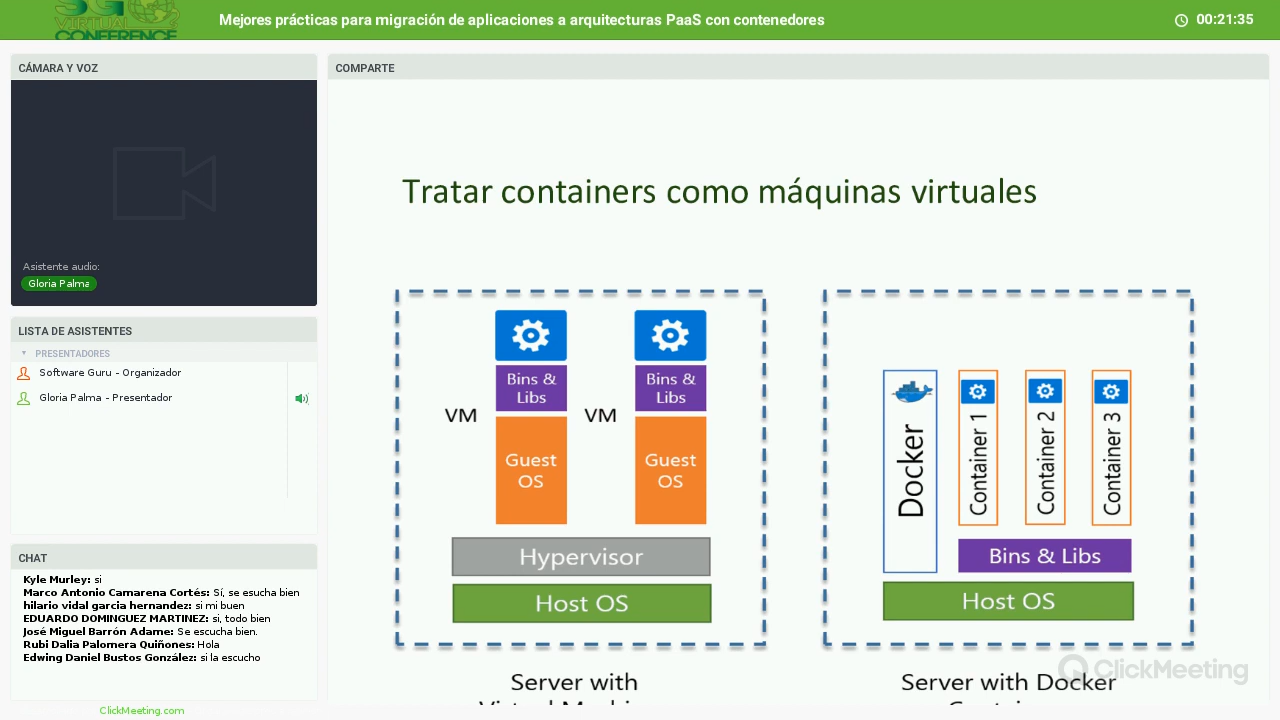 SG
VIRTUAL
CONFERENCE
Mejores prácticas para migración de aplicaciones a arquitecturas PaaS con contenedores
00:21:35
CÁMARA Y VOZ
Asistente audio:
Gloria Palma
LISTA DE ASISTENTES
PRESENTADORES
Software Guru - Organizador
Gloria Palma - Presentador
CHAT
Kyle Murley: si
Marco Antonio Camarena Cortés: Sí, se escucha bien
hilario vidal garcia hernandez: si mi buen
EDUARDO DOMINGUEZ MARTINEZ: si, todo bien
José Miguel Barrón Adame: Se escucha bien.
Rubi Dalia Palomera Quiñones: Hola
Edwing Daniel Bustos González: si la escucho
ClickMeeting.com
COMPARTE
Tratar containers como máquinas virtuales
VM
Bins &
Libs
Guest
OS
VM
Bins &
Libs
Guest
OS
Hypervisor
Host OS
Server with
Docker
Container 1
Container 2
Container 3
Bins & Libs
Host OS
Server with Docker
ClickMeeting